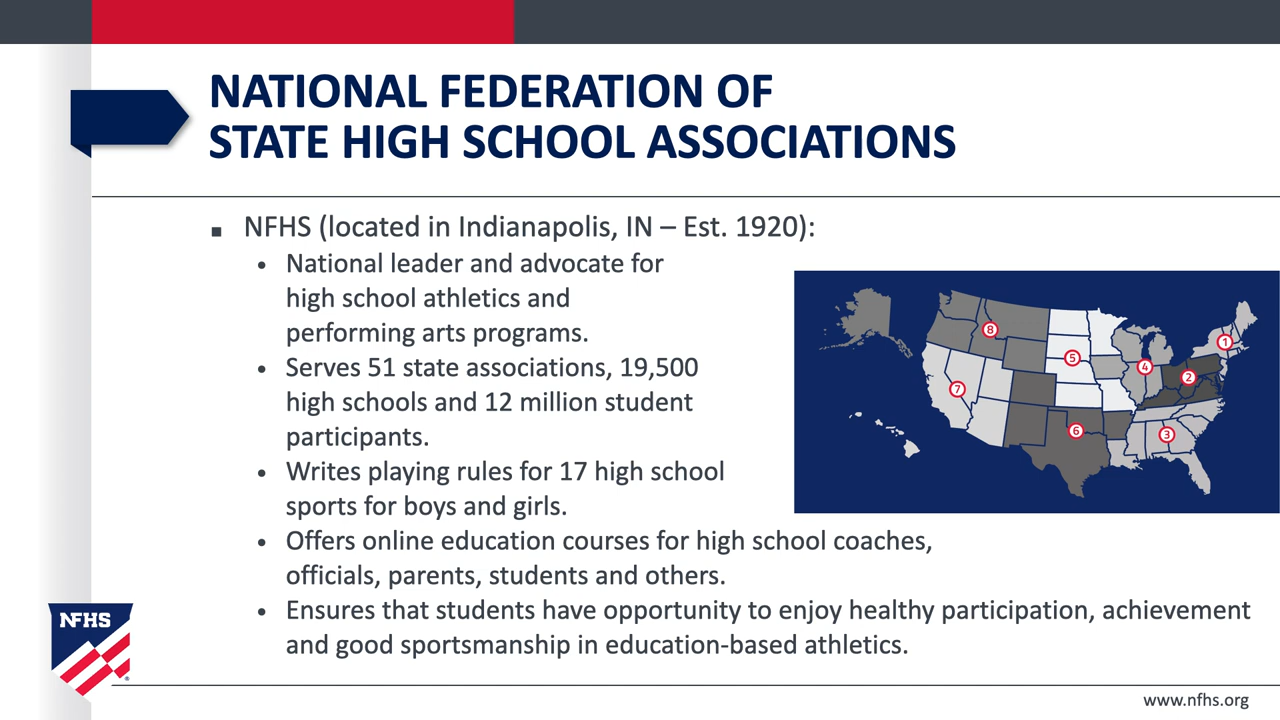 NATIONAL FEDERATION OF
STATE HIGH SCHOOL ASSOCIATIONS
NFHS (located in Indianapolis, IN – Est. 1920):
National leader and advocate for
high school athletics and
performing arts programs.
Serves 51 state associations, 19,500
high schools and 12 million student
participants.
Writes playing rules for 17 high school
sports for boys and girls.
Offers online education courses for high school coaches,
officials, parents, students and others.
Ensures that students have opportunity to enjoy healthy participation, achievement
and good sportsmanship in education-based athletics.
8
1
5
4
2
7
6
3
NFHS
www.nfhs.org